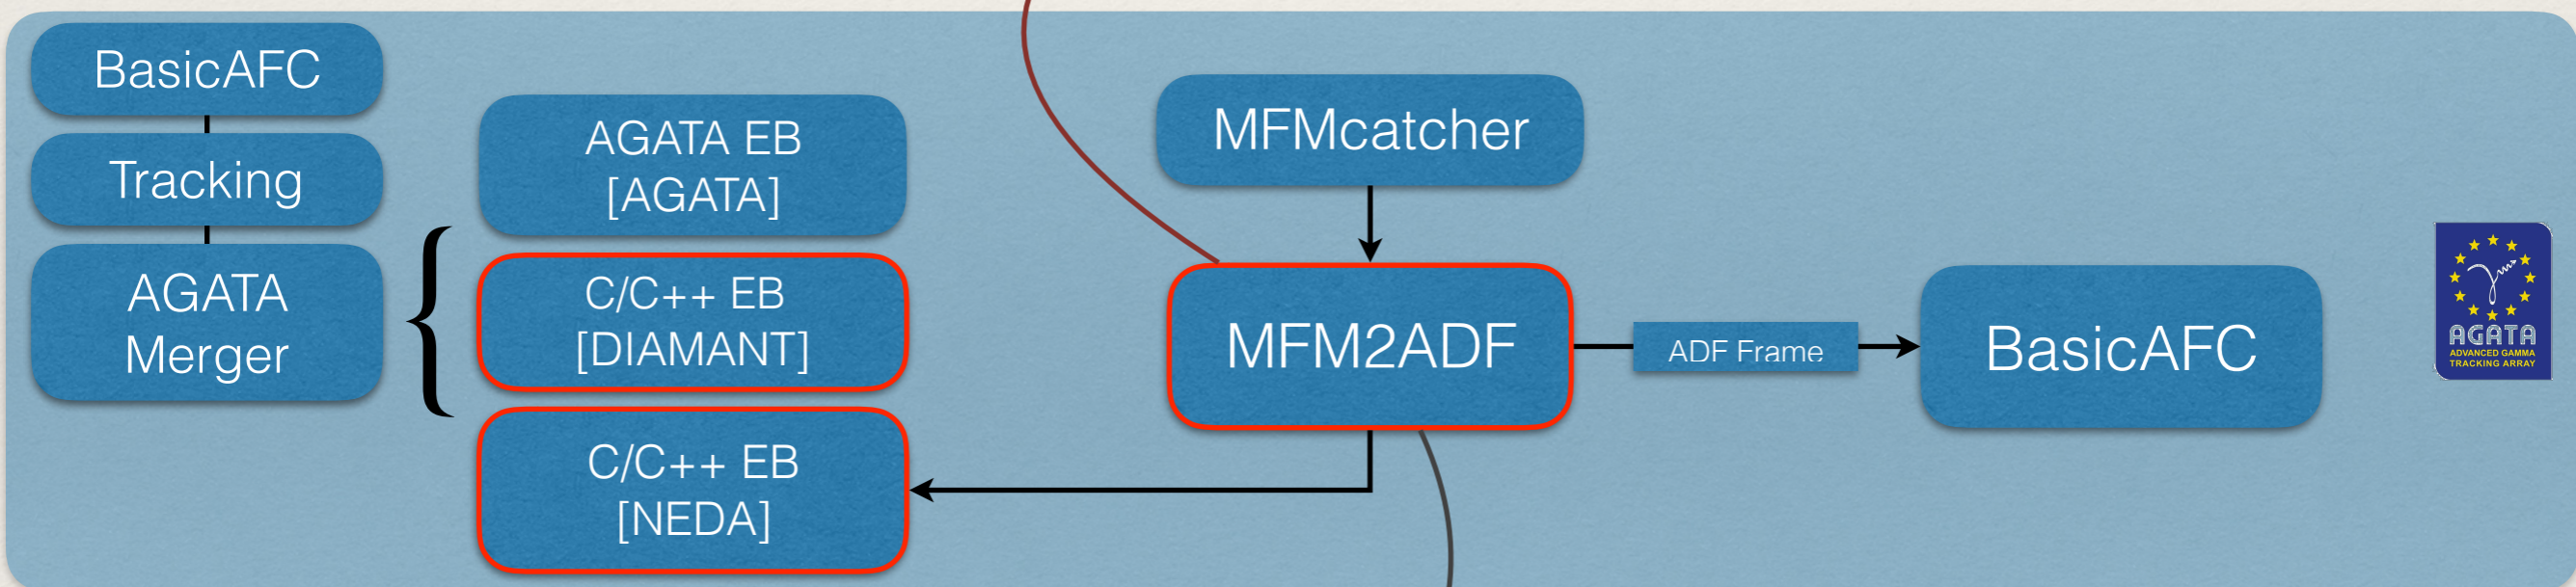 BasicAFC
Tracking
AGATA
Merger
AGATA EB
[AGATA]
C/C++ EB
[DIAMANT]
C/C++ EB
[NEDA]
MFMcatcher
MFM2ADF
ADF Frame
BasicAFC
AGATA
ADVANCED GAMMA
TRACKING ARRAY